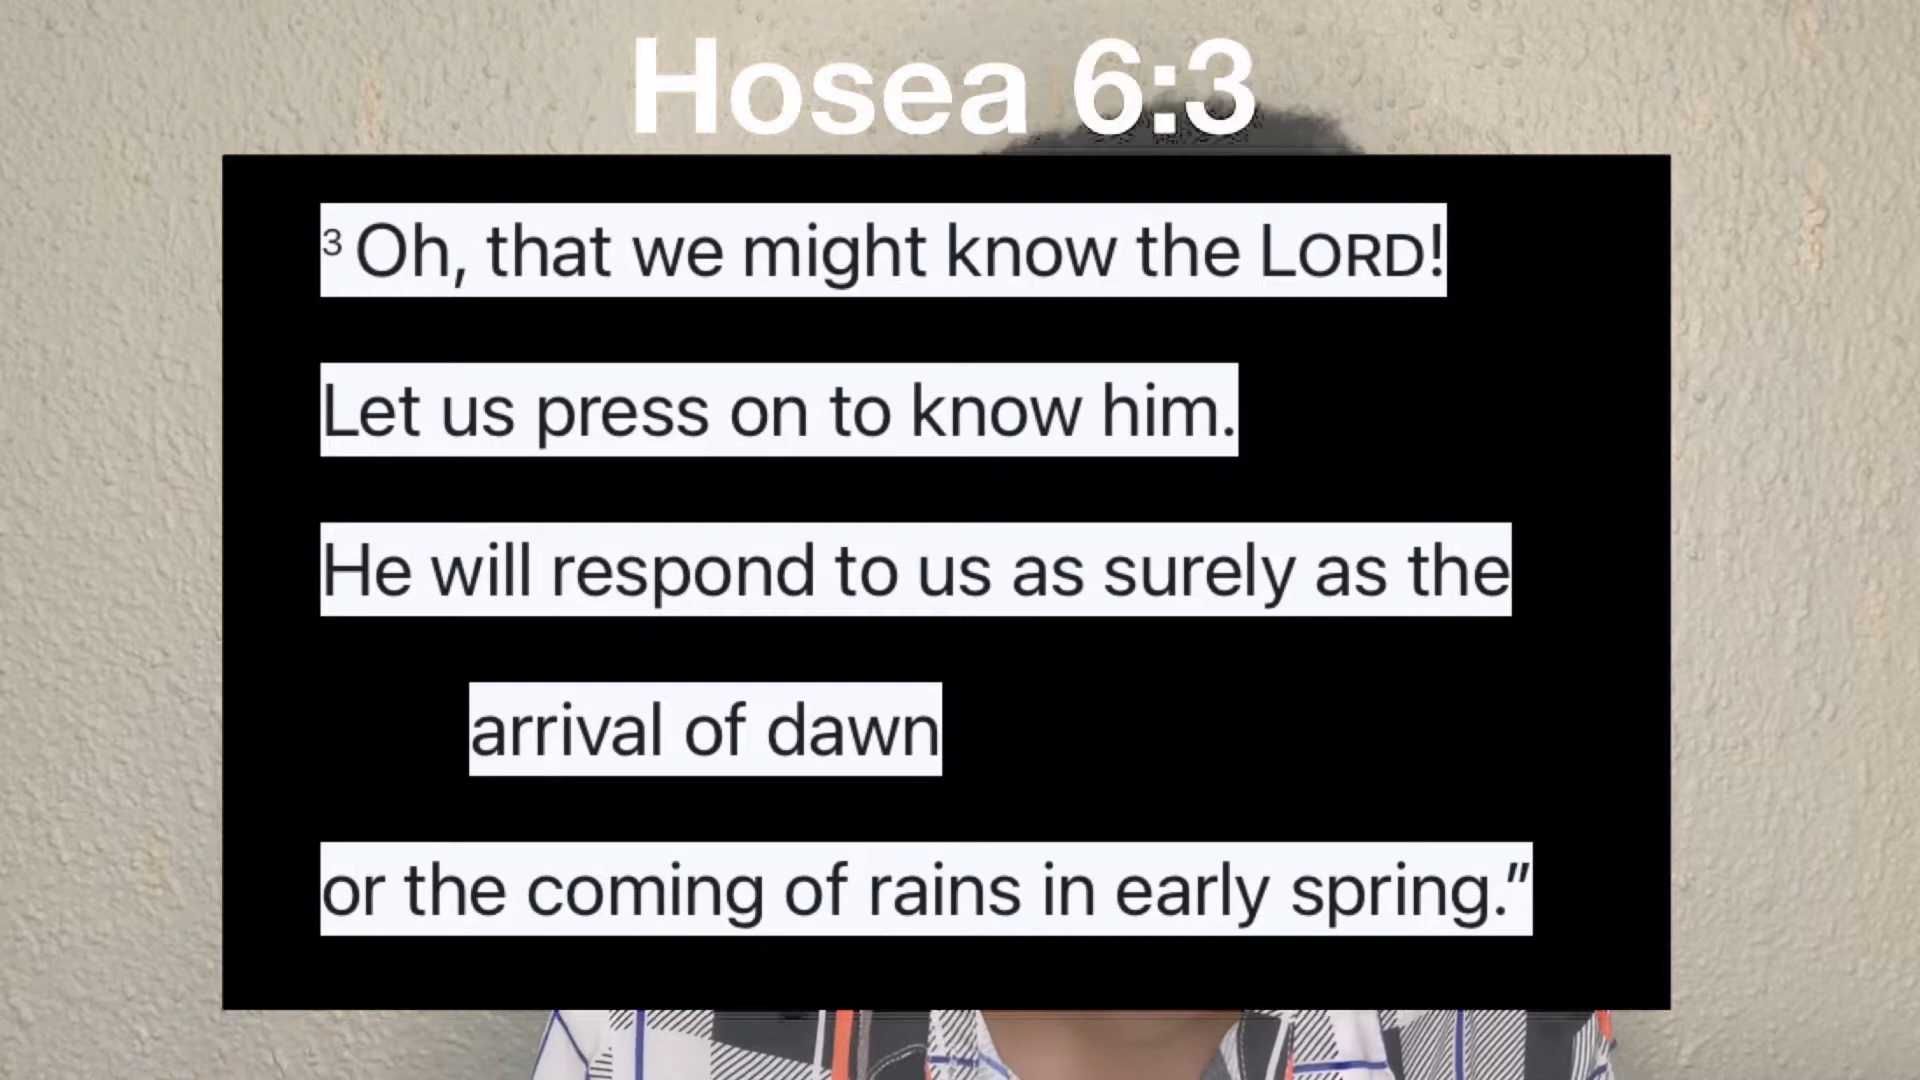 Hosea 6:3
3 Oh, that we might know the LORD!
Let us press on to know him.
He will respond to us as surely as the
arrival of dawn
or the coming of rains in early spring.”